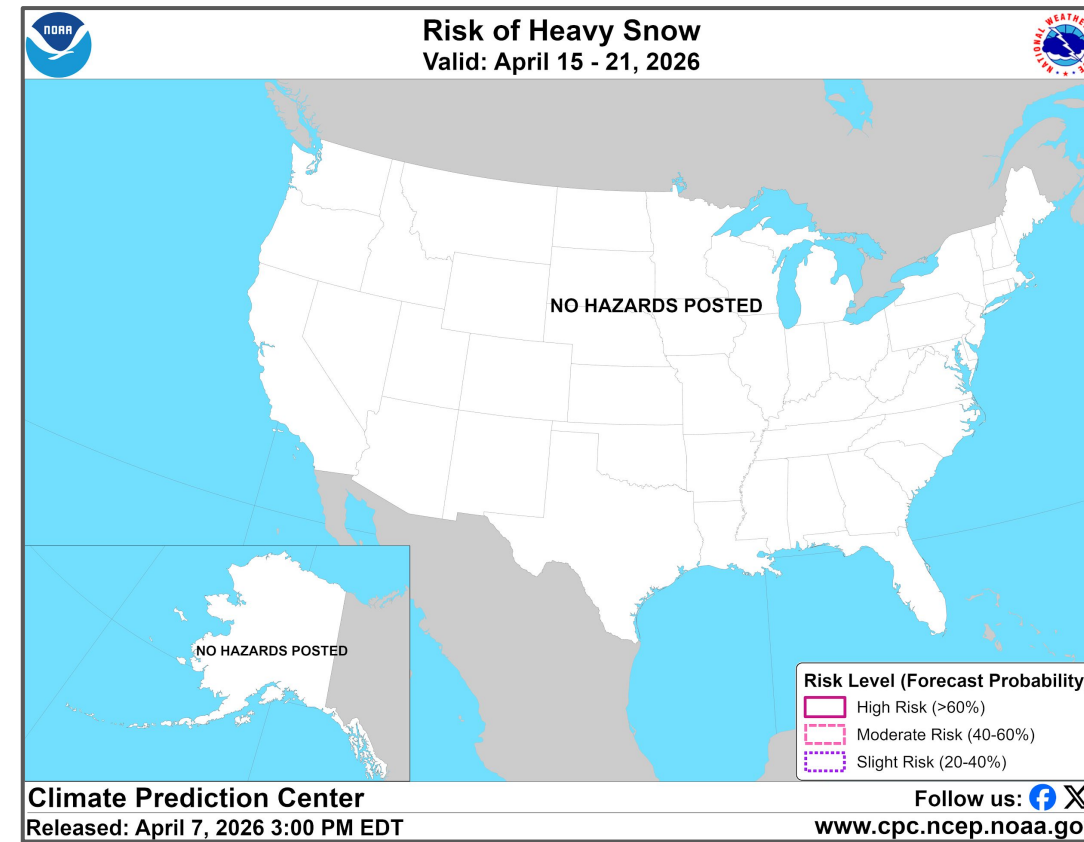 NOAA
Risk of Heavy Snow
Valid: April 15 - 21, 2026
NATIONAL WEATHE
NO HAZARDS POSTED
NO HAZARDS POSTED
Risk Level (Forecast Probability
High Risk (>60%)
Moderate Risk (40-60%)
Slight Risk (20-40%)
Climate Prediction Center
Follow us:
Released: April 7, 2026 3:00 PM EDT
www.cpc.ncep.noaa.go